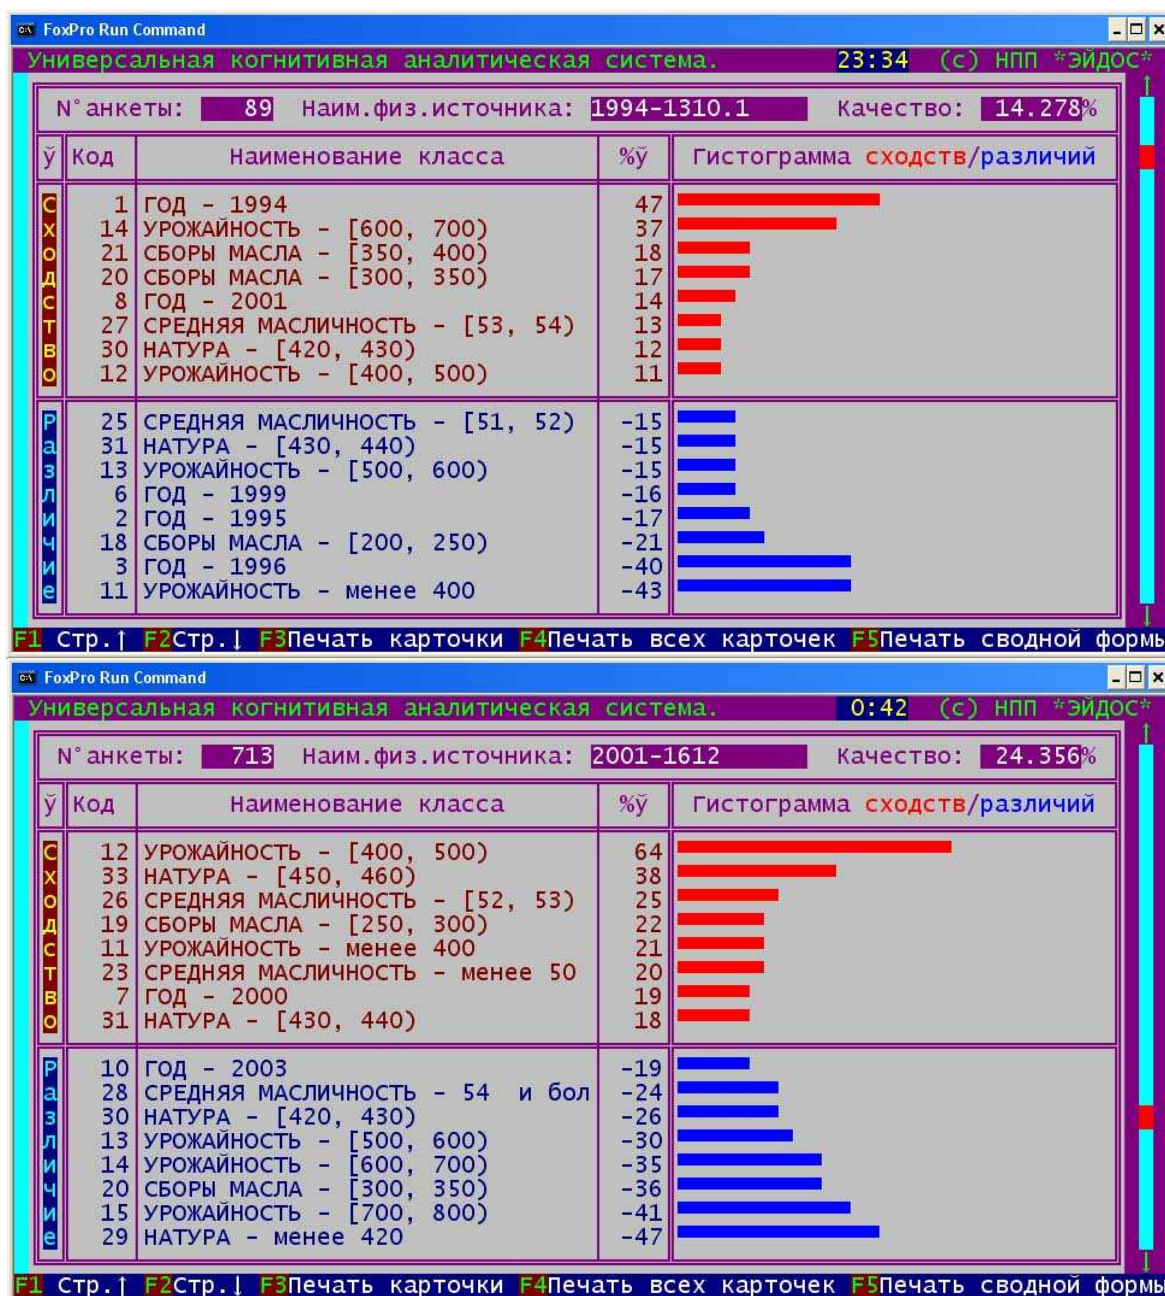 FoxPro Run Command
Универсальная когнитивная аналитическая система. 23:34 (c) НПП *ЭЙДОС*
N°анкеты: 89 Наим.физ.источника: 1994-1310.1 Качество: 14.278%
ў Код Наименование класса %ў Гистограмма сходств/различий
С 1 ГОД - 1994 47
х 14 УРОЖАЙНОСТЬ - [600, 700) 37
о 21 СБОРЫ МАСЛА - [350, 400) 18
д 20 СБОРЫ МАСЛА - [300, 350) 17
с 8 ГОД - 2001 14
т 27 СРЕДНЯЯ МАСЛИЧНОСТЬ - [53, 54) 13
в 30 НАТУРА - [420, 430) 12
о 12 УРОЖАЙНОСТЬ - [400, 500) 11
Р 25 СРЕДНЯЯ МАСЛИЧНОСТЬ - [51, 52) -15
а 31 НАТУРА - [430, 440) -15
з 13 УРОЖАЙНОСТЬ - [500, 600) -15
л 6 ГОД - 1999 -16
и 2 ГОД - 1995 -17
ч 18 СБОРЫ МАСЛА - [200, 250) -21
и 3 ГОД - 1996 -40
е 11 УРОЖАЙНОСТЬ - менее 400 -43
F1 Стр.↑ F2Стр.↓ F3Печать карточки F4Печать всех карточек F5Печать сводной формы
FoxPro Run Command
Универсальная когнитивная аналитическая система. 0:42 (c) НПП *ЭЙДОС*
N°анкеты: 713 Наим.физ.источника: 2001-1612 Качество: 24.356%
ў Код Наименование класса %ў Гистограмма сходств/различий
С 12 УРОЖАЙНОСТЬ - [400, 500) 64
х 33 НАТУРА - [450, 460) 38
о 26 СРЕДНЯЯ МАСЛИЧНОСТЬ - [52, 53) 25
д 19 СБОРЫ МАСЛА - [250, 300) 22
с 11 УРОЖАЙНОСТЬ - менее 400 21
т 23 СРЕДНЯЯ МАСЛИЧНОСТЬ - менее 50 20
в 7 ГОД - 2000 19
о 31 НАТУРА - [430, 440) 18
Р 10 ГОД - 2003 -19
а 28 СРЕДНЯЯ МАСЛИЧНОСТЬ - 54 и бол -24
з 30 НАТУРА - [420, 430) -26
л 13 УРОЖАЙНОСТЬ - [500, 600) -30
и 14 УРОЖАЙНОСТЬ - [600, 700) -35
ч 20 СБОРЫ МАСЛА - [300, 350) -36
и 15 УРОЖАЙНОСТЬ - [700, 800) -41
е 29 НАТУРА - менее 420 -47
F1 Стр.↑ F2Стр.↓ F3Печать карточки F4Печать всех карточек F5Печать сводной формы